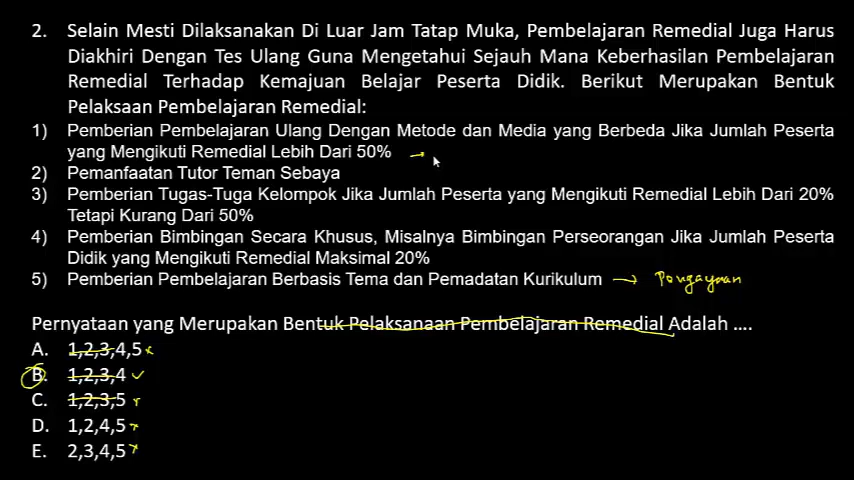 2. Selain Mesti Dilaksanakan Di Luar Jam Tatap Muka, Pembelajaran Remedial Juga Harus
Diakhiri Dengan Tes Ulang Guna Mengetahui Sejauh Mana Keberhasilan Pembelajaran
Remedial Terhadap Kemajuan Belajar Peserta Didik. Berikut Merupakan Bentuk
Pelaksaan Pembelajaran Remedial:
1) Pemberian Pembelajaran Ulang Dengan Metode dan Media yang Berbeda Jika Jumlah Peserta
yang Mengikuti Remedial Lebih Dari 50%
2) Pemanfaatan Tutor Teman Sebaya
3) Pemberian Tugas-Tuga Kelompok Jika Jumlah Peserta yang Mengikuti Remedial Lebih Dari 20%
Tetapi Kurang Dari 50%
4) Pemberian Bimbingan Secara Khusus, Misalnya Bimbingan Perseorangan Jika Jumlah Peserta
Didik yang Mengikuti Remedial Maksimal 20%
5) Pemberian Pembelajaran Berbasis Tema dan Pemadatan Kurikulum → Pengayaan
Pernyataan yang Merupakan Bentuk Pelaksanaan Pembelajaran Remedial Adalah ....
A. 1,2,3,4,5
B. 1,2,3,4
C. 1,2,3,5
D. 1,2,4,5
E. 2,3,4,5